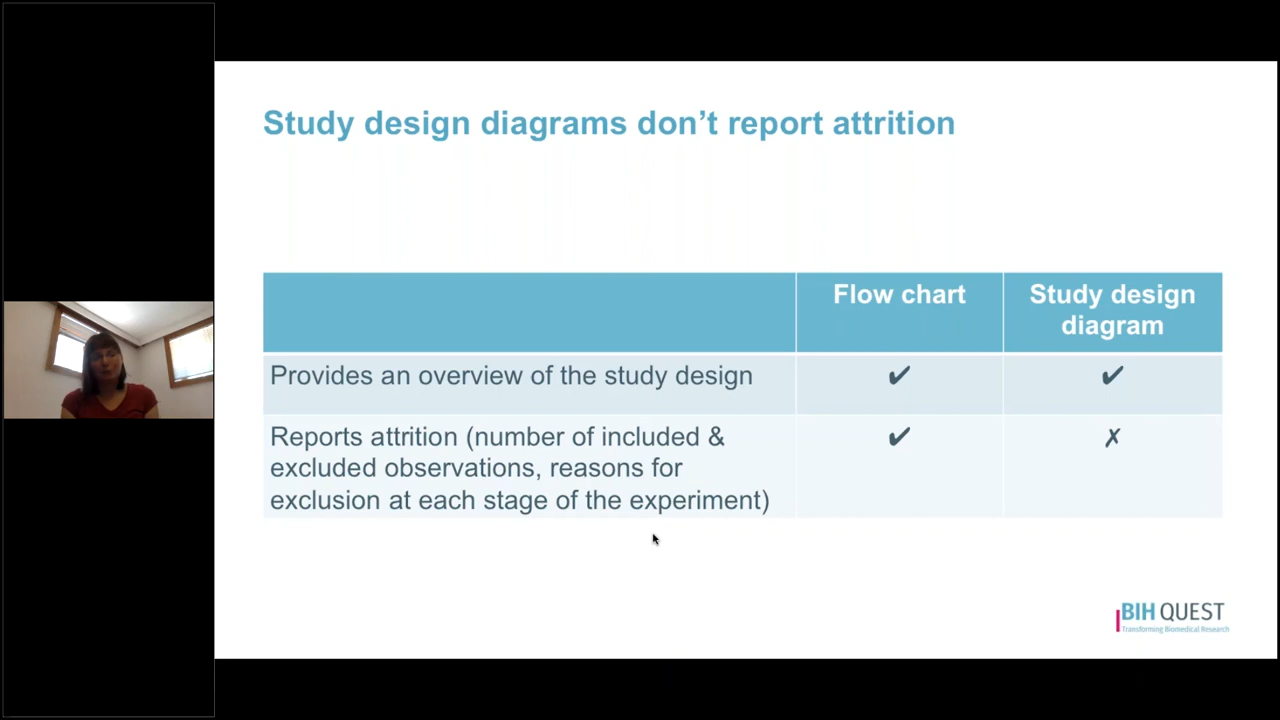 Study design diagrams don’t report attrition
Flow chart
Study design
diagram
Provides an overview of the study design
✔
✔
Reports attrition (number of included &
excluded observations, reasons for
exclusion at each stage of the experiment)
✔
✗
BIH QUEST
Transforming Biomedical Research